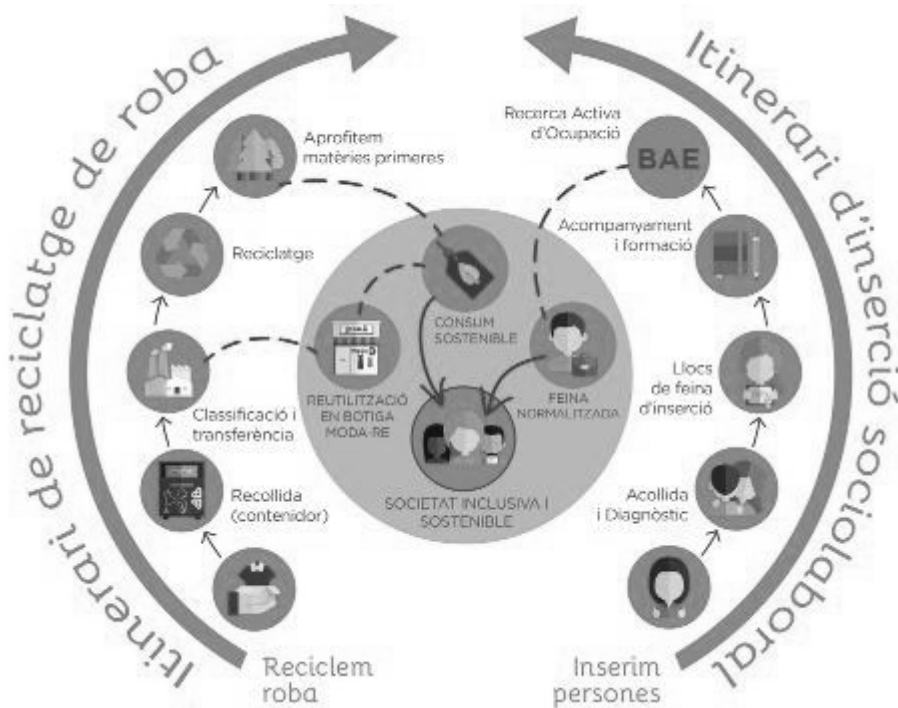 Itinerari de reciclatge de roba
Aprofitem
matèries primeres
Reciclatge
Classificació i
transferència
Recollida
(contenidor)
Reciclem
roba
CONSUM
SOSTENIBLE
REUTILITZACIÓ
EN BOTIGA
MODA-RE
FEINA
NORMALITZADA
SOCIETAT INCLUSIVA I
SOSTENIBLE
Itinerari d'inserció sociolaboral
Recerca Activa
d'Ocupació
BAE
Acompanyament
i formació
Llocs
de feina
d'inserció
Acollida
i Diagnòstic
Inserim
persones